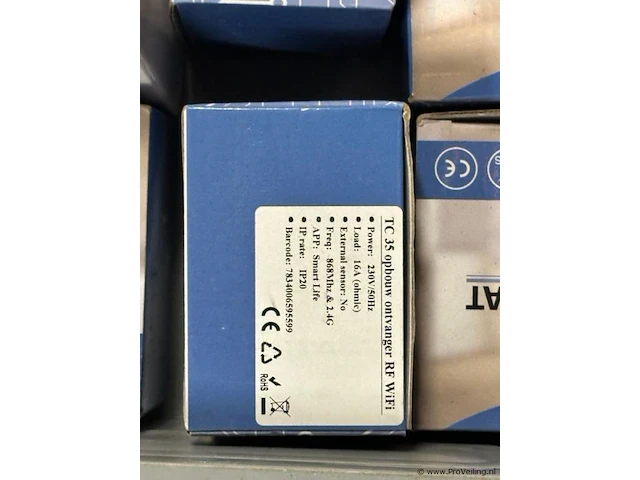 TC 35 opbouw ontvanger RF WiFi
• Power: 230V/50Hz
• Load: 16A (ohmic)
• External sensor: No
• Freq: 868Mhz & 2.4G
• APP: Smart Life
• IP rate: IP20
• Barcode: 7834006595599
CE
RoHS
CE
AT
© www.ProVeiling.nl